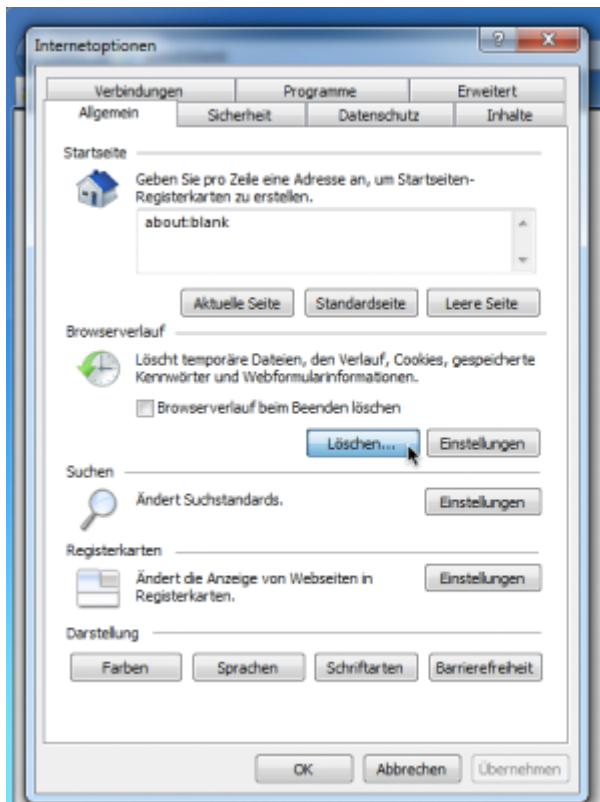 Internetoptionen
Verbindungen Programme Erweitert
Allgemein Sicherheit Datenschutz Inhalte
Startseite
Geben Sie pro Zeile eine Adresse an, um Startseiten-
Registerkarten zu erstellen.
about:blank
Aktuelle Seite Standardseite Leere Seite
Browserverlauf
Löscht temporäre Dateien, den Verlauf, Cookies, gespeicherte
Kennwörter und Webformularinformationen.
Browserverlauf beim Beenden löschen
Löschen... Einstellungen
Suchen
Ändert Suchstandards. Einstellungen
Registerkarten
Ändert die Anzeige von Webseiten in Einstellungen
Registerkarten.
Darstellung
Farben Sprachen Schriftarten Barrierefreiheit
OK Abbrechen Übernehmen